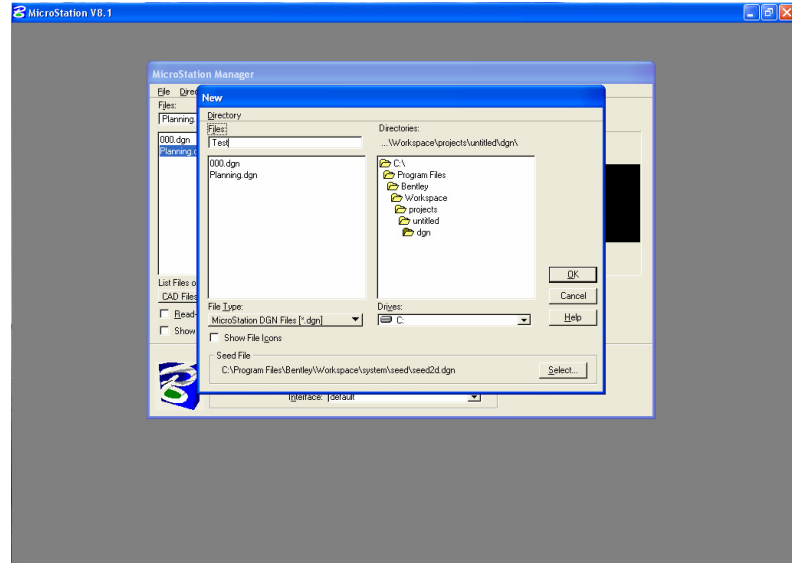 MicroStation V8.1
MicroStation Manager
File Direc
Files:
Planning.
000.dgn
Planning.d
List Files o
CAD Files
Read-
Show
Interface: default
New
Directory
Files:
Test
000.dgn
Planning.dgn
Directories:
...\Workspace\projects\untitled\dgn\
C:\
Program Files
Bentley
Workspace
projects
untitled
dgn
OK
Cancel
Help
File Type:
MicroStation DGN Files [*.dgn]
Drives:
C:
Show File Icons
Seed File
C:\Program Files\Bentley\Workspace\system\seed\seed2d.dgn
Select...